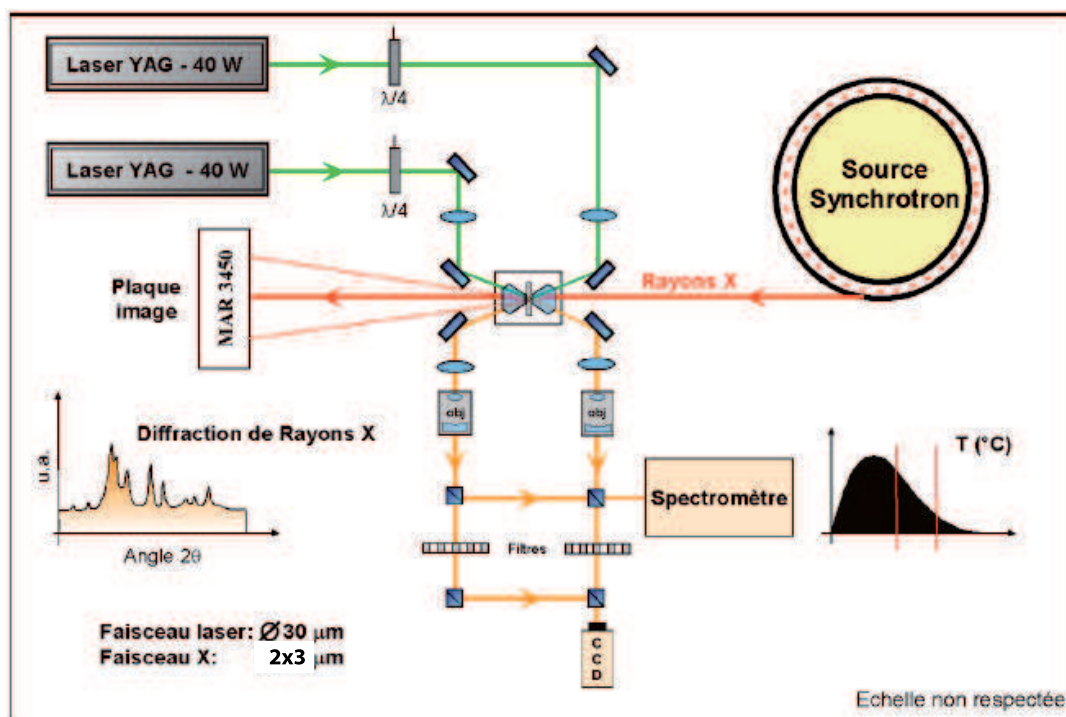 Laser YAG - 40 W
λ/4
Laser YAG - 40 W
λ/4
Source
Synchrotron
Rayons X
Plaque
image
MAR 3450
obj
obj
Diffraction de Rayons X
u.a.
Angle 2θ
Spectromètre
T (°C)
Filtres
CCD
Faisceau laser: Ø 30 µm
Faisceau X: 2x3 µm
Echelle non respectée